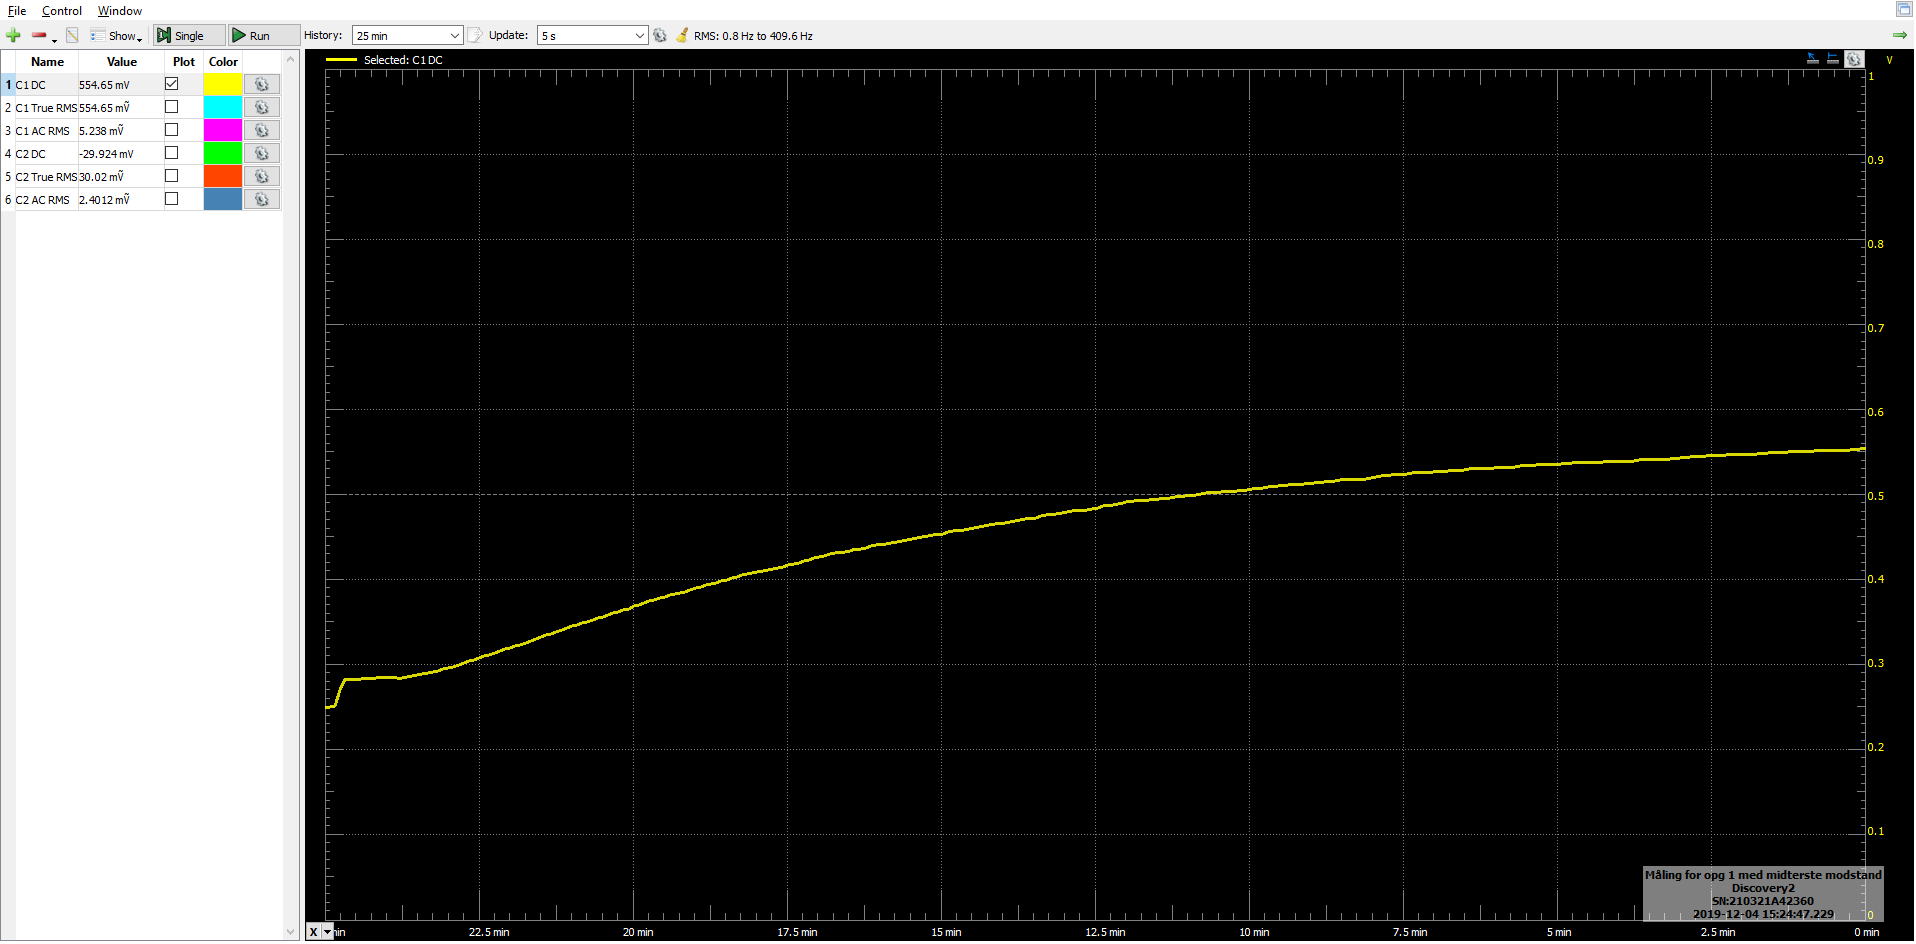 File Control Window
Show Single Run History: 25 min Update: 5 s RMS: 0.8 Hz to 409.6 Hz
Name Value Plot Color
1 C1 DC 554.65 mV
2 C1 True RMS 554.65 mṼ
3 C1 AC RMS 5.238 mṼ
4 C2 DC -29.924 mV
5 C2 True RMS 30.02 mṼ
6 C2 AC RMS 2.4012 mṼ
Selected: C1 DC
V
1
0.9
0.8
0.7
0.6
0.5
0.4
0.3
0.2
0.1
0
Måling for opg 1 med midterste modstand
Discovery2
SN:210321A42360
2019-12-04 15:24:47.229
X 22.5 min 20 min 17.5 min 15 min 12.5 min 10 min 7.5 min 5 min 2.5 min 0 min